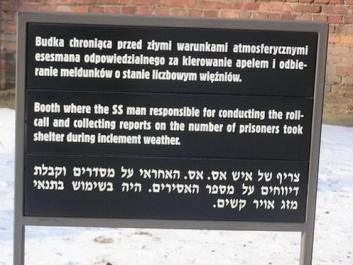 Budka chroniąca przed złymi warunkami atmosferycznymi
esesmana odpowiedzialnego za kierowanie apelem i odbie-
ranie meldunków o stanie liczbowym więźniów.
Booth where the SS man responsible for conducting the roll-
call and collecting reports on the number of prisoners took
shelter during inclement weather.
צריף של איש אס. אס. האחראי על מסדרים וקבלת
דיווחים על מספר האסירים. היה בשימוש בתנאי
מזג אויר קשים.